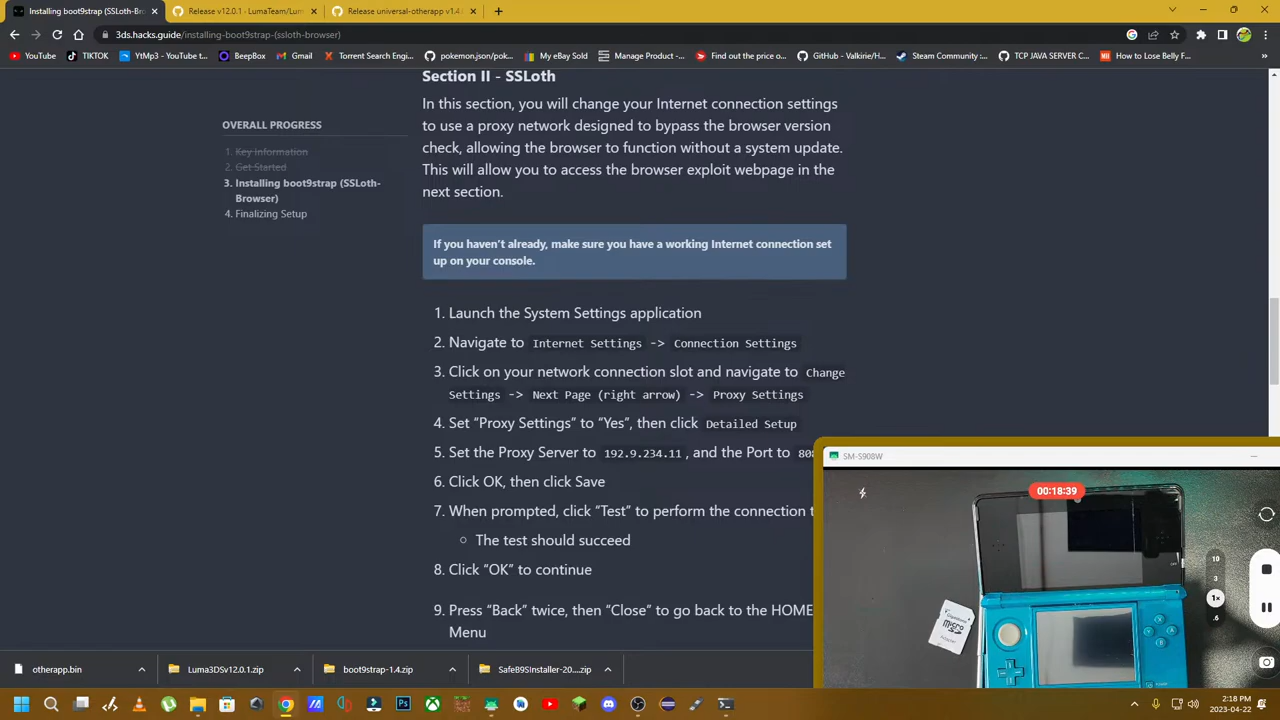 Installing boot9strap (SSLoth-Br
Release v12.0.1 · LumaTeam/Lum
Release universal-otherapp v1.4.
3ds.hacks.guide/installing-boot9strap-(ssloth-browser)
YouTube TIKTOK YtMp3 - YouTube t... BeepBox Gmail Torrent Search Engi... pokemon.json/pok... My eBay Sold Manage Product -... Find out the price o... GitHub - Valkirie/H... Steam Community :... TCP JAVA SERVER C... How to Lose Belly F...
Section II - SSLoth
In this section, you will change your Internet connection settings
to use a proxy network designed to bypass the browser version
check, allowing the browser to function without a system update.
This will allow you to access the browser exploit webpage in the
next section.
OVERALL PROGRESS
1. Key Information
2. Get Started
3. Installing boot9strap (SSLoth-
Browser)
4. Finalizing Setup
If you haven't already, make sure you have a working Internet connection set
up on your console.
1. Launch the System Settings application
2. Navigate to Internet Settings -> Connection Settings
3. Click on your network connection slot and navigate to Change
Settings -> Next Page (right arrow) -> Proxy Settings
4. Set “Proxy Settings” to “Yes”, then click Detailed Setup
5. Set the Proxy Server to 192.9.234.11 , and the Port to 808
6. Click OK, then click Save
7. When prompted, click “Test” to perform the connection t
The test should succeed
8. Click “OK” to continue
9. Press “Back” twice, then “Close” to go back to the HOME
Menu
SM-S908W
00:18:39
10
3
1×
.6
micro
Adapter
otherapp.bin
Luma3DSv12.0.1.zip
boot9strap-1.4.zip
SafeB9SInstaller-20....zip
2:18 PM
2023-04-22